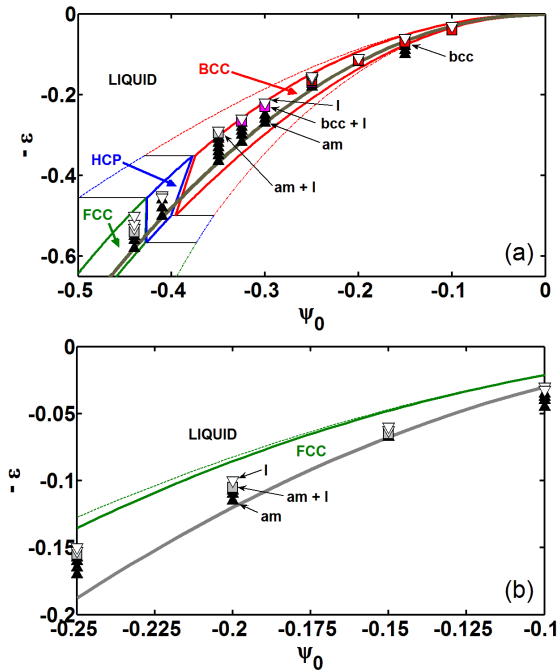 0
-0.2
-0.4
-0.6
- ε
LIQUID
BCC
HCP
FCC
l
bcc + l
am
am + l
bcc
(a)
-0.5
-0.4
-0.3
-0.2
-0.1
0
Ψ0
0
-0.05
-0.1
-0.15
-0.2
- ε
LIQUID
FCC
l
am + l
am
(b)
-0.25
-0.225
-0.2
-0.175
-0.15
-0.125
-0.1
Ψ0